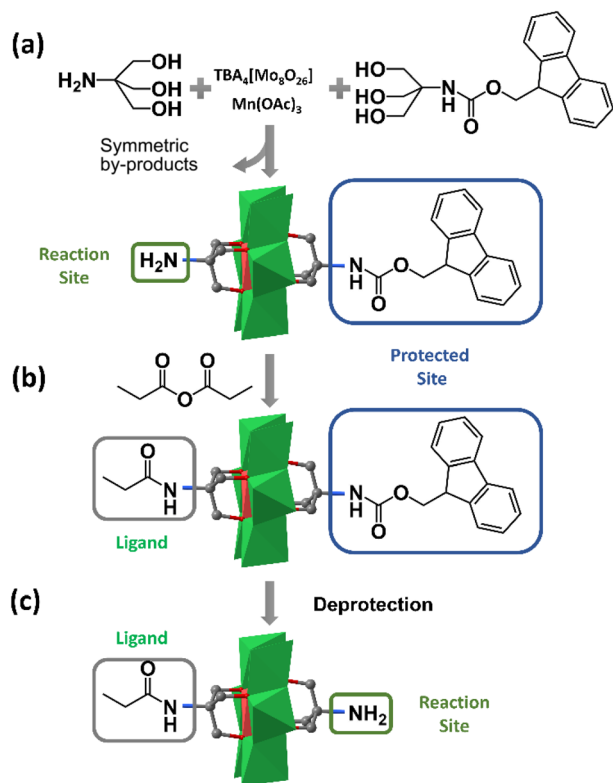 (a)
OH
H₂N
OH
OH
+
TBA₄[Mo₈O₂₆]
Mn(OAc)₃
+
HO
HO
HO
N
H
O
O
Symmetric
by-products
Reaction
Site
H₂N
N
H
O
O
Protected
Site
(b)
O
O
O
O
N
H
Ligand
N
H
O
O
(c)
Deprotection
Ligand
O
N
H
NH₂
Reaction
Site